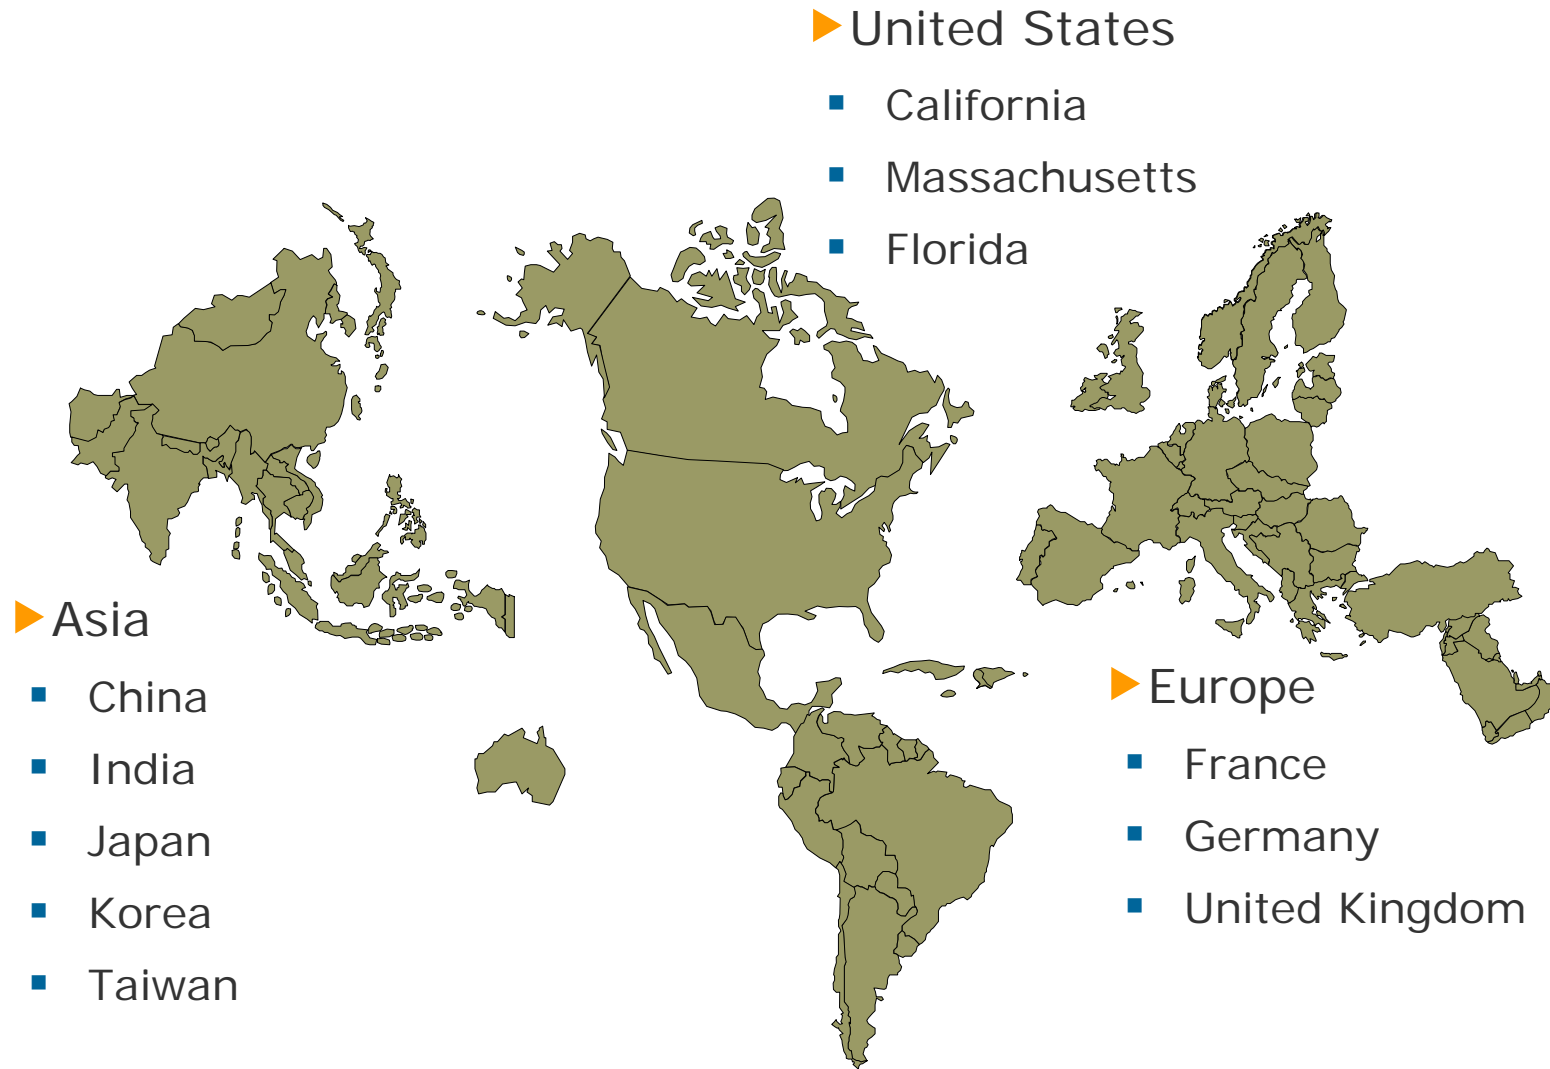 United States
California
Massachusetts
Florida
Asia
China
India
Japan
Korea
Taiwan
Europe
France
Germany
United Kingdom